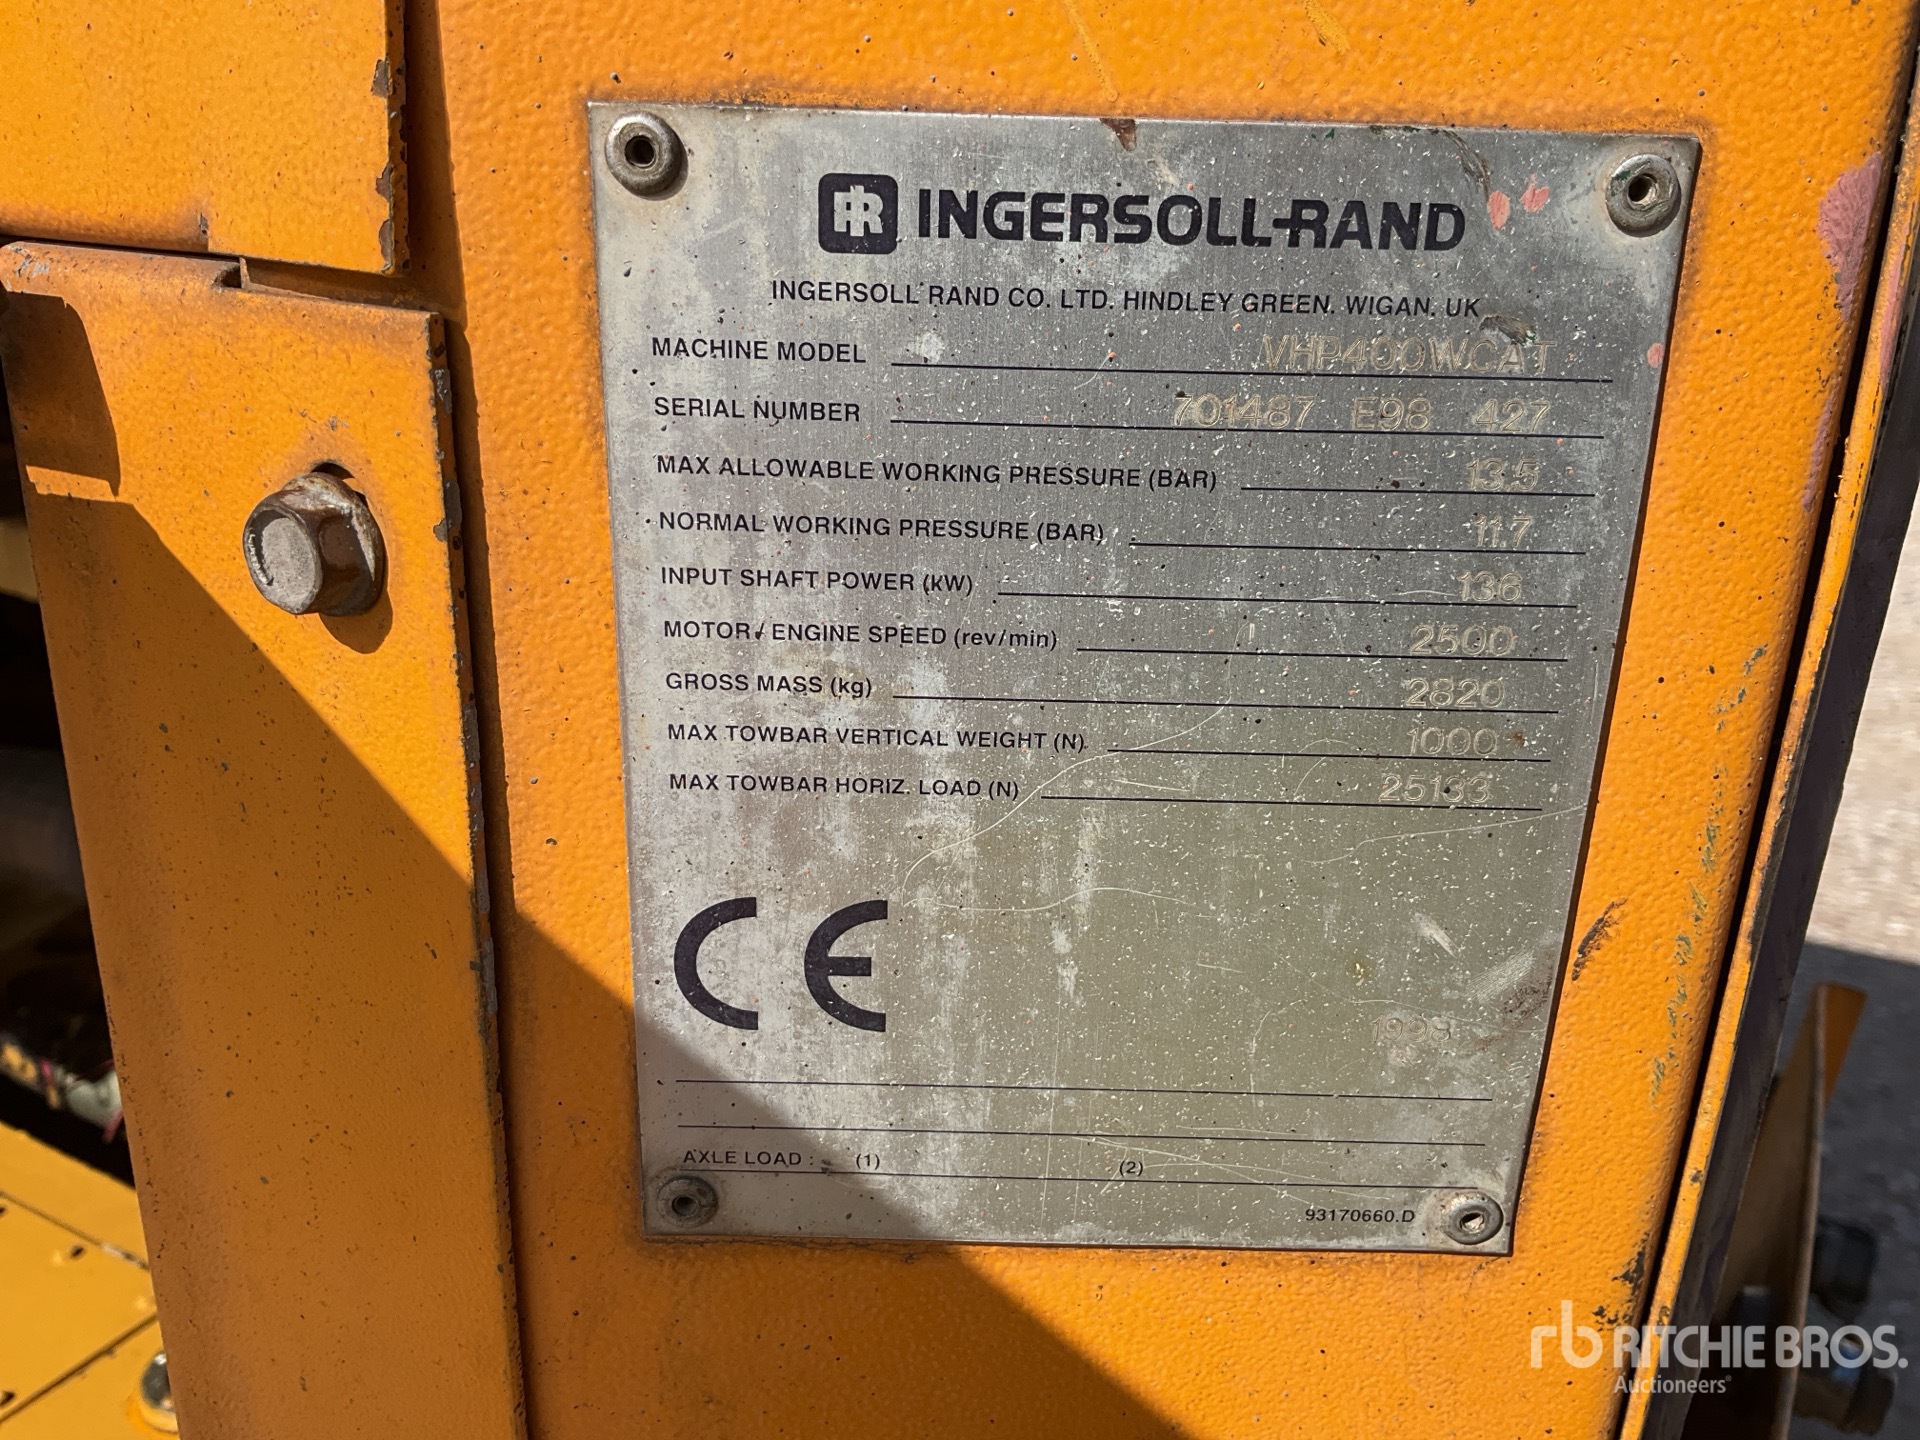 IR INGERSOLL-RAND
INGERSOLL RAND CO. LTD. HINDLEY GREEN. WIGAN. UK
MACHINE MODEL VHP400WCAT
SERIAL NUMBER 701487 E98 427
MAX ALLOWABLE WORKING PRESSURE (BAR) 13.5
NORMAL WORKING PRESSURE (BAR) 11.7
INPUT SHAFT POWER (kW) 136
MOTOR / ENGINE SPEED (rev/min) 2500
GROSS MASS (kg) 2820
MAX TOWBAR VERTICAL WEIGHT (N) 1000
MAX TOWBAR HORIZ. LOAD (N) 25133
CE
1998
AXLE LOAD : (1) (2)
93170660.D
rb RITCHIE BROS.
Auctioneers